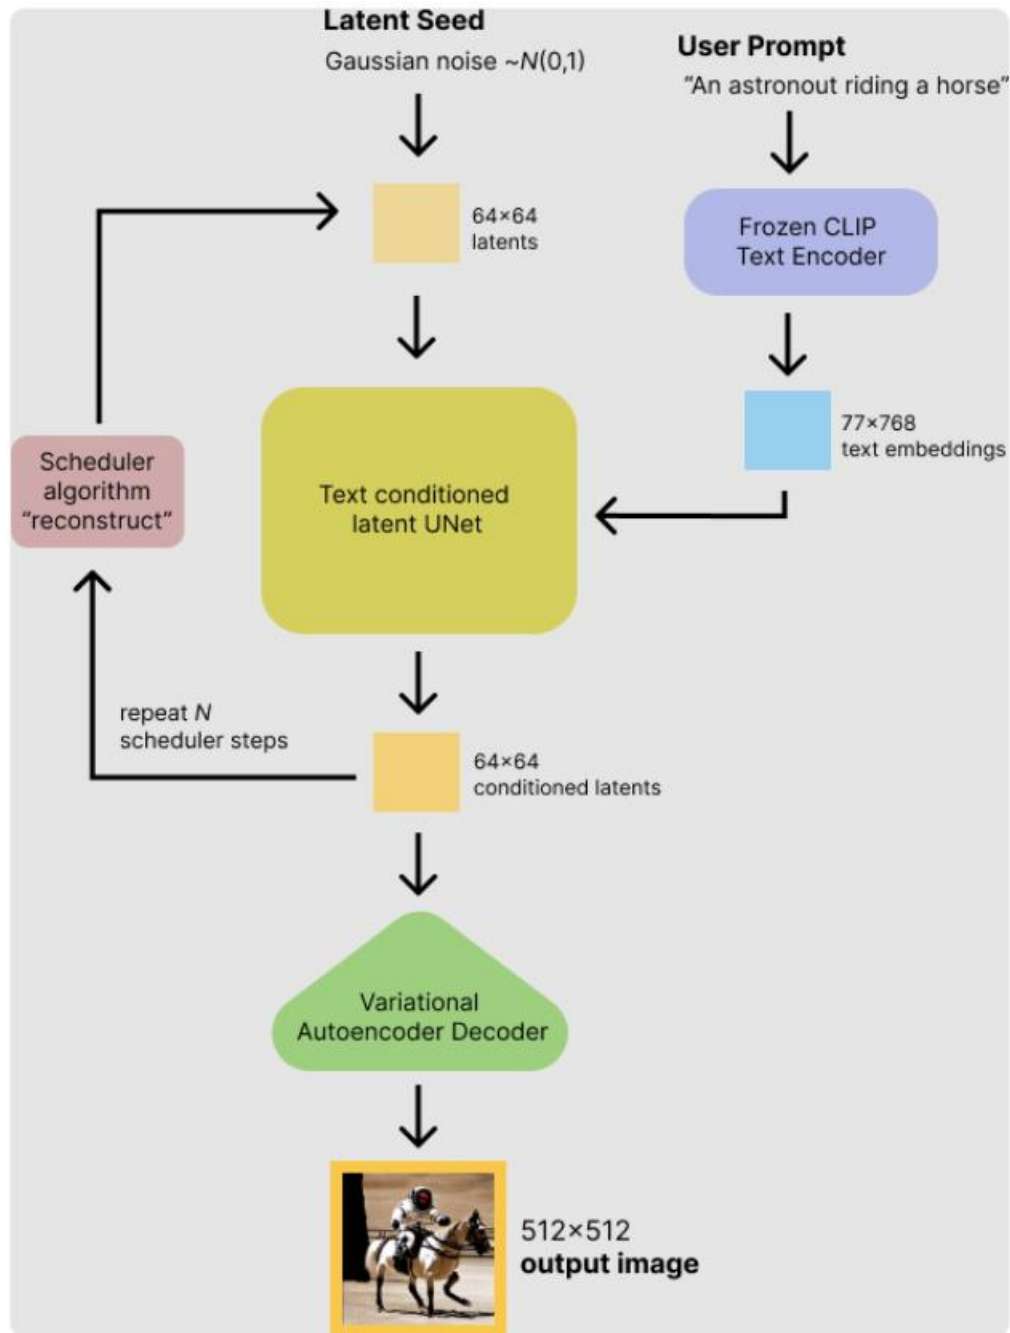 Latent Seed
Gaussian noise ~N(0,1)
User Prompt
“An astronout riding a horse”
64×64
latents
Frozen CLIP
Text Encoder
77×768
text embeddings
Scheduler
algorithm
“reconstruct”
Text conditioned
latent UNet
repeat N
scheduler steps
64×64
conditioned latents
Variational
Autoencoder Decoder
512×512
output image